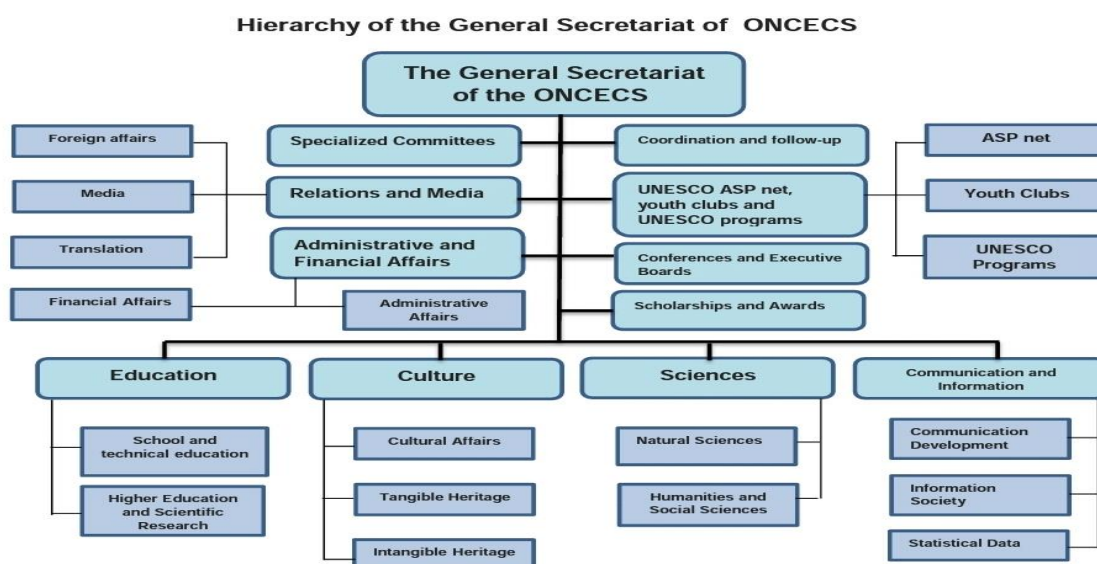 Hierarchy of the General Secretariat of ONCECS
The General Secretariat
of the ONCECS
Foreign affairs
Specialized Committees
Coordination and follow-up
ASP net
Media
Relations and Media
UNESCO ASP net,
youth clubs and
UNESCO programs
Youth Clubs
Translation
Administrative and
Financial Affairs
Conferences and Executive
Boards
UNESCO
Programs
Financial Affairs
Administrative
Affairs
Scholarships and Awards
Education
Culture
Sciences
Communication and
Information
School and
technical education
Cultural Affairs
Natural Sciences
Communication
Development
Higher Education
and Scientific
Research
Tangible Heritage
Humanities and
Social Sciences
Information
Society
Intangible Heritage
Statistical Data